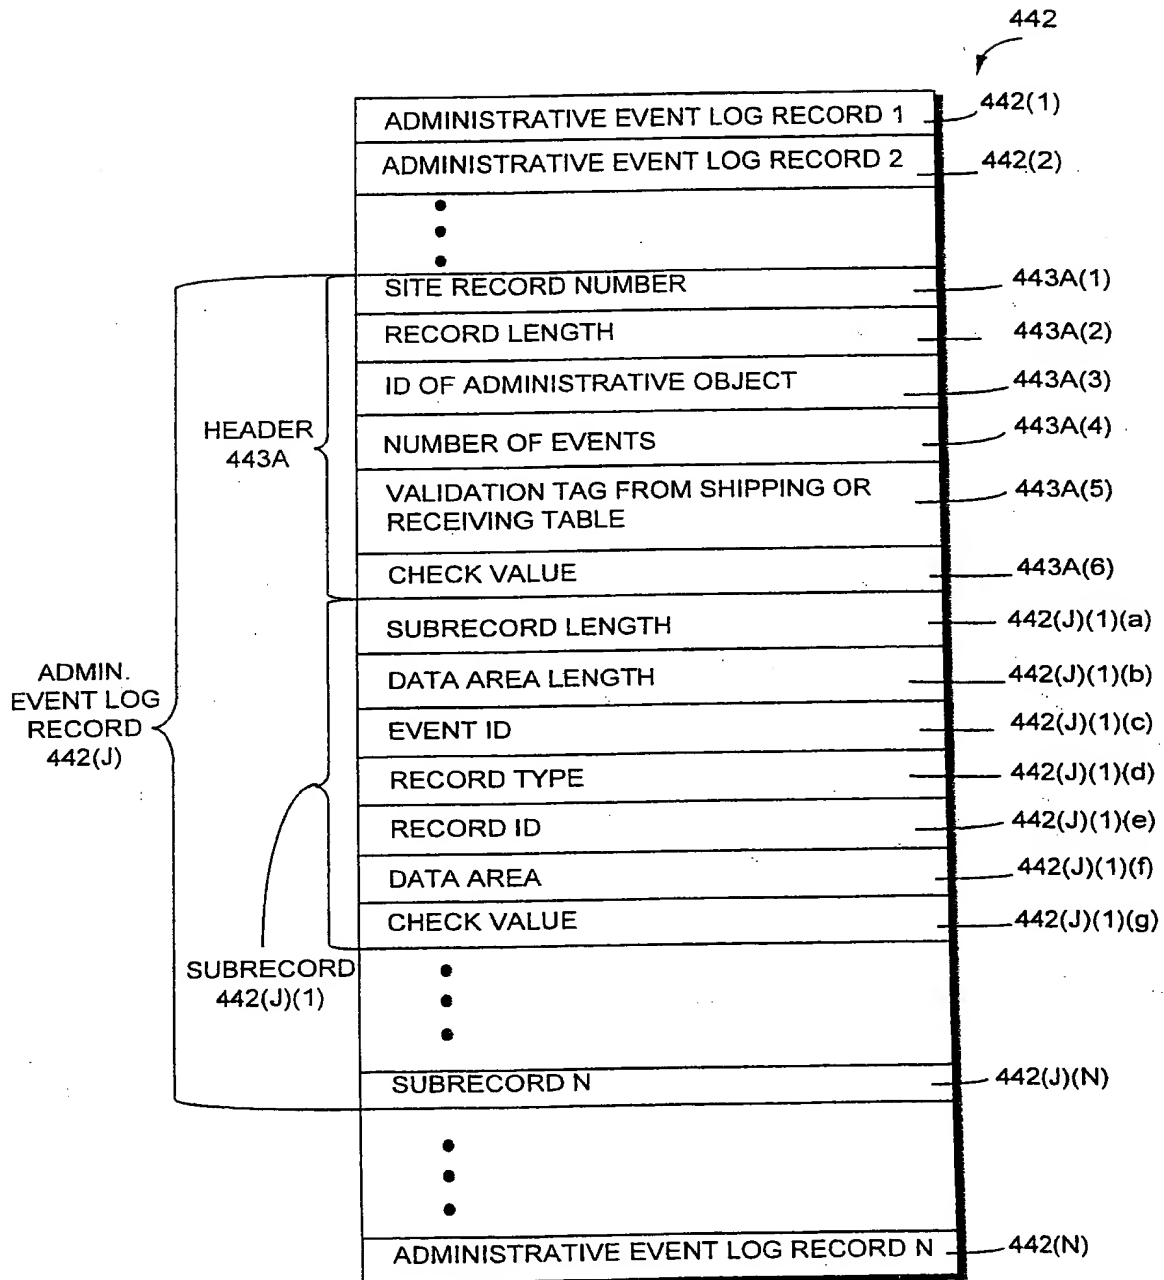 442
ADMINISTRATIVE EVENT LOG RECORD 1 442(1)
ADMINISTRATIVE EVENT LOG RECORD 2 442(2)
SITE RECORD NUMBER 443A(1)
RECORD LENGTH 443A(2)
ID OF ADMINISTRATIVE OBJECT 443A(3)
HEADER
443A
NUMBER OF EVENTS 443A(4)
VALIDATION TAG FROM SHIPPING OR
RECEIVING TABLE 443A(5)
CHECK VALUE 443A(6)
SUBRECORD LENGTH 442(J)(1)(a)
ADMIN.
EVENT LOG
RECORD
442(J)
DATA AREA LENGTH 442(J)(1)(b)
EVENT ID 442(J)(1)(c)
RECORD TYPE 442(J)(1)(d)
RECORD ID 442(J)(1)(e)
DATA AREA 442(J)(1)(f)
CHECK VALUE 442(J)(1)(g)
SUBRECORD
442(J)(1)
SUBRECORD N 442(J)(N)
ADMINISTRATIVE EVENT LOG RECORD N 442(N)